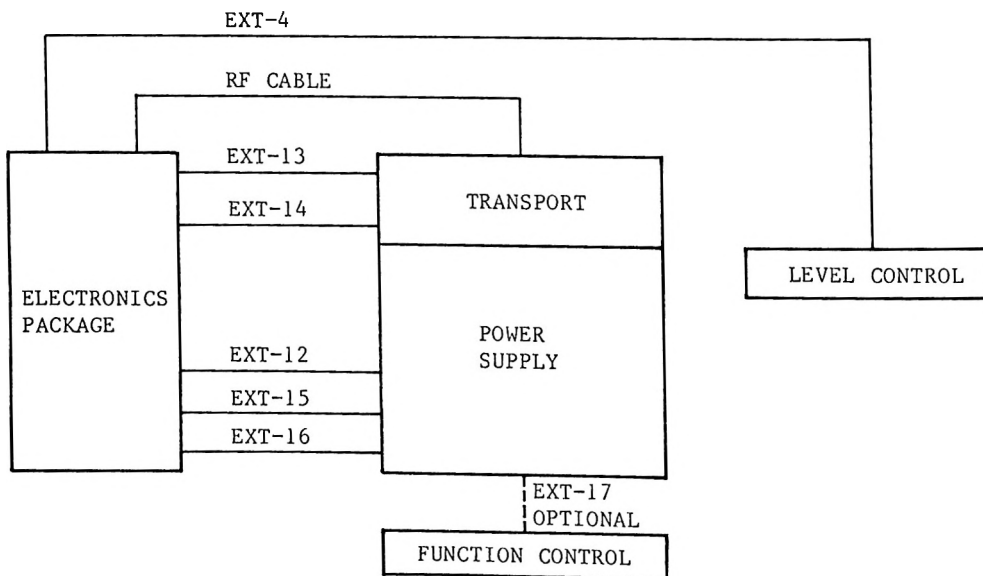 EXT-4
RF CABLE
EXT-13
EXT-14
TRANSPORT
LEVEL CONTROL
ELECTRONICS
PACKAGE
POWER
SUPPLY
EXT-12
EXT-15
EXT-16
EXT-17
OPTIONAL
FUNCTION CONTROL